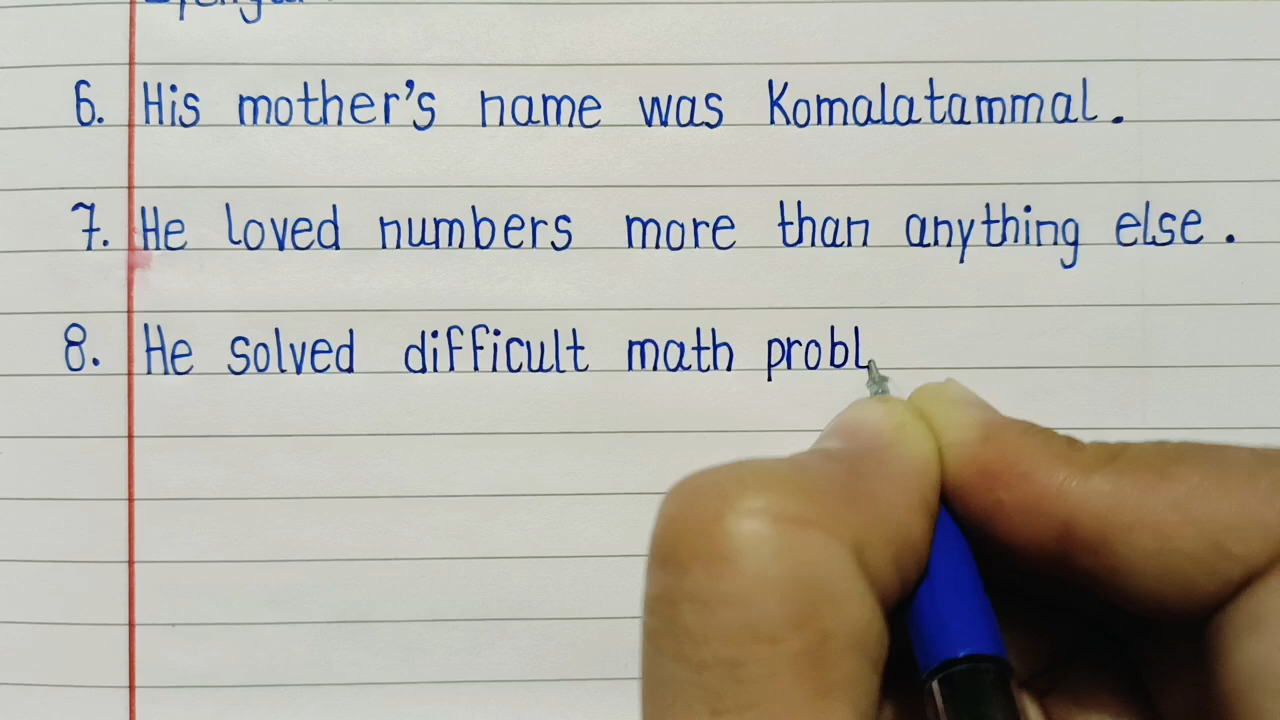 6. His mother's name was Komalatammal.
7. He loved numbers more than anything else.
8. He solved difficult math probl